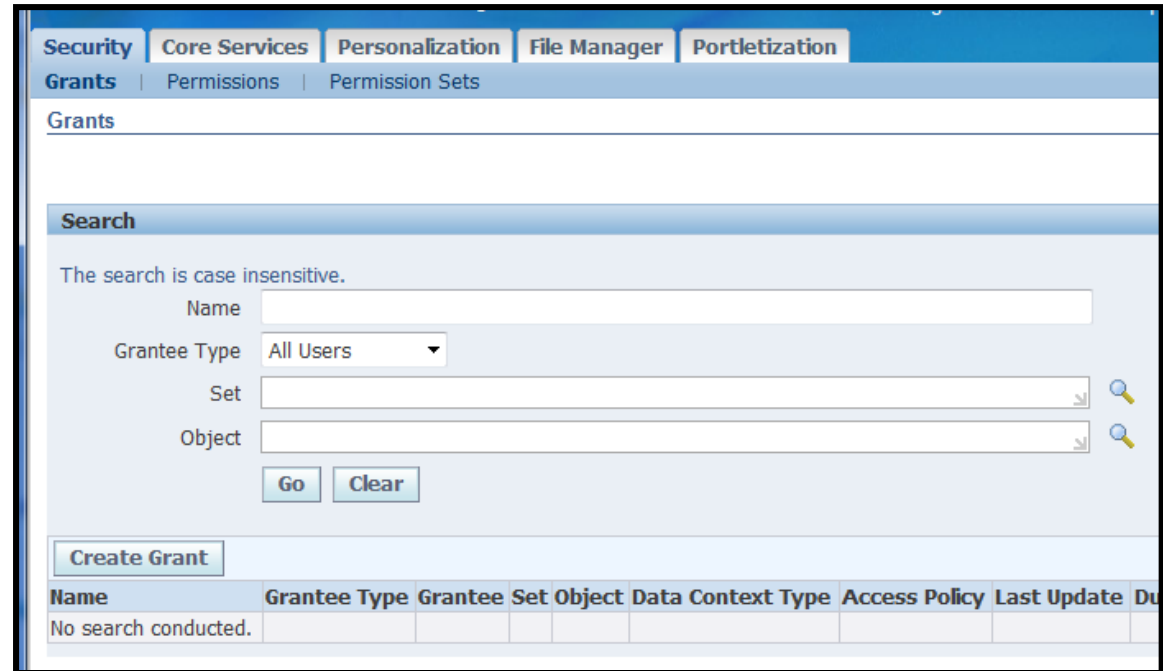 Security Core Services Personalization File Manager Portletization
Grants | Permissions | Permission Sets
Grants
Search
The search is case insensitive.
Name
Grantee Type All Users
Set
Object
Go Clear
Create Grant
Name Grantee Type Grantee Set Object Data Context Type Access Policy Last Update Du
No search conducted.